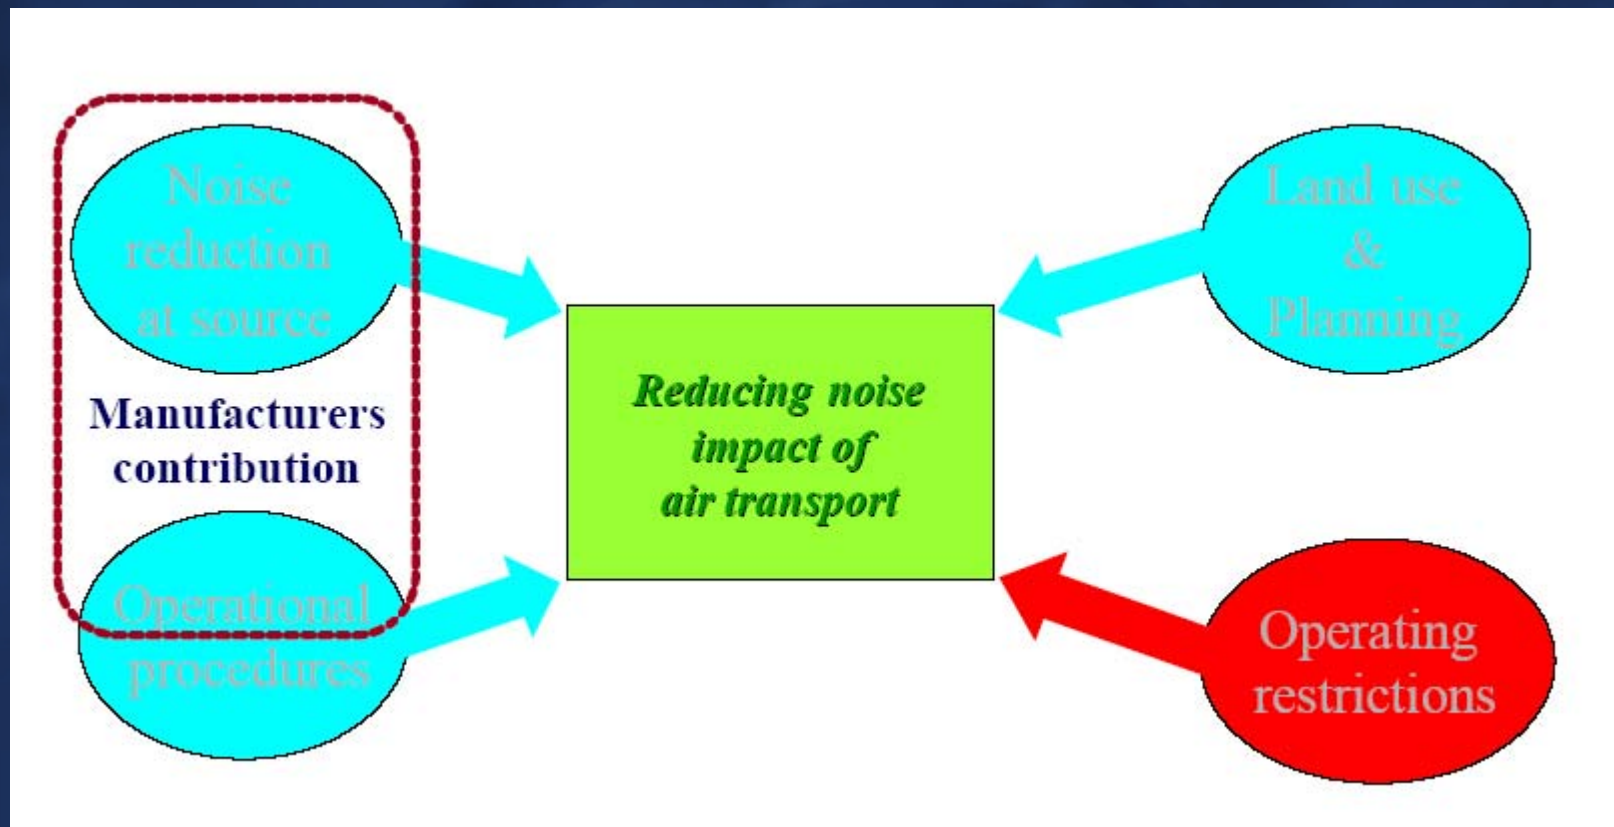 Noise
reduction
at source
Manufacturers
contribution
Operational
procedures
Reducing noise
impact of
air transport
Land use
&
Planning
Operating
restrictions